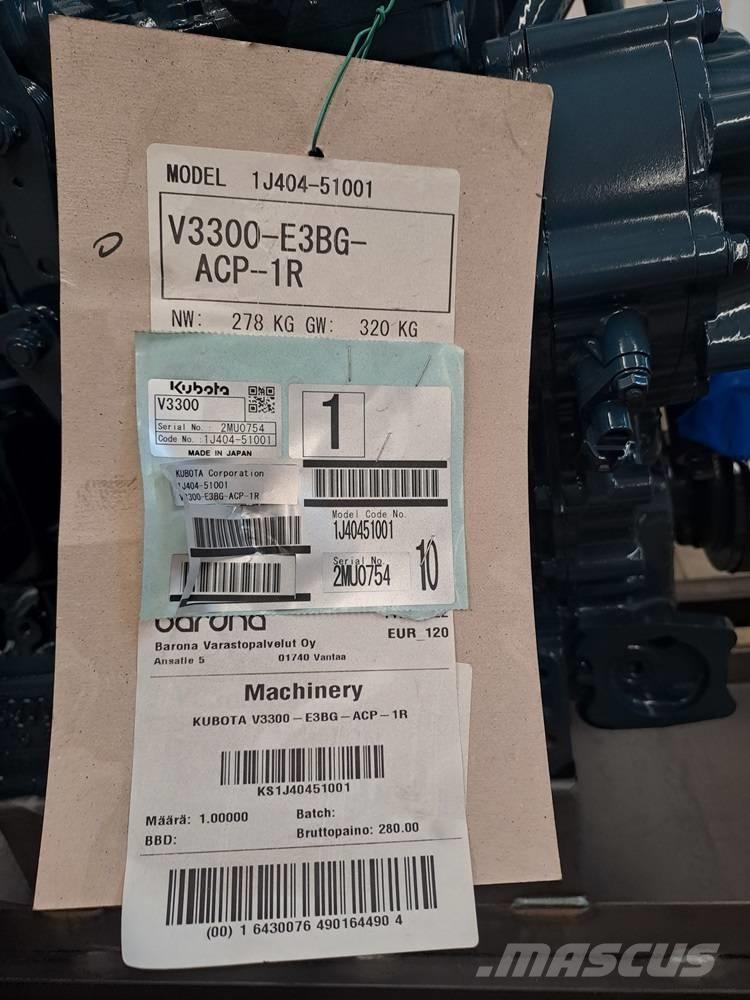 MODEL 1J404-51001
V3300-E3BG-
ACP-1R
NW: 278 KG GW: 320 KG
Kubota
V3300
Serial No. : 2MU0754
Code No. : 1J404-51001
MADE IN JAPAN
1
KUBOTA Corporation
1J404-51001
V3300-E3BG-ACP-1R
Model Code No.
1J40451001
Serial No.
2MU0754
10
barona
EUR_120
Barona Varastopalvelut Oy
Ansatie 5 01740 Vantaa
Machinery
KUBOTA V3300-E3BG-ACP-1R
KS1J40451001
Määrä: 1.00000 Batch:
BBD: Bruttopaino: 280.00
(00) 1 6430076 490164490 4
MASCUS